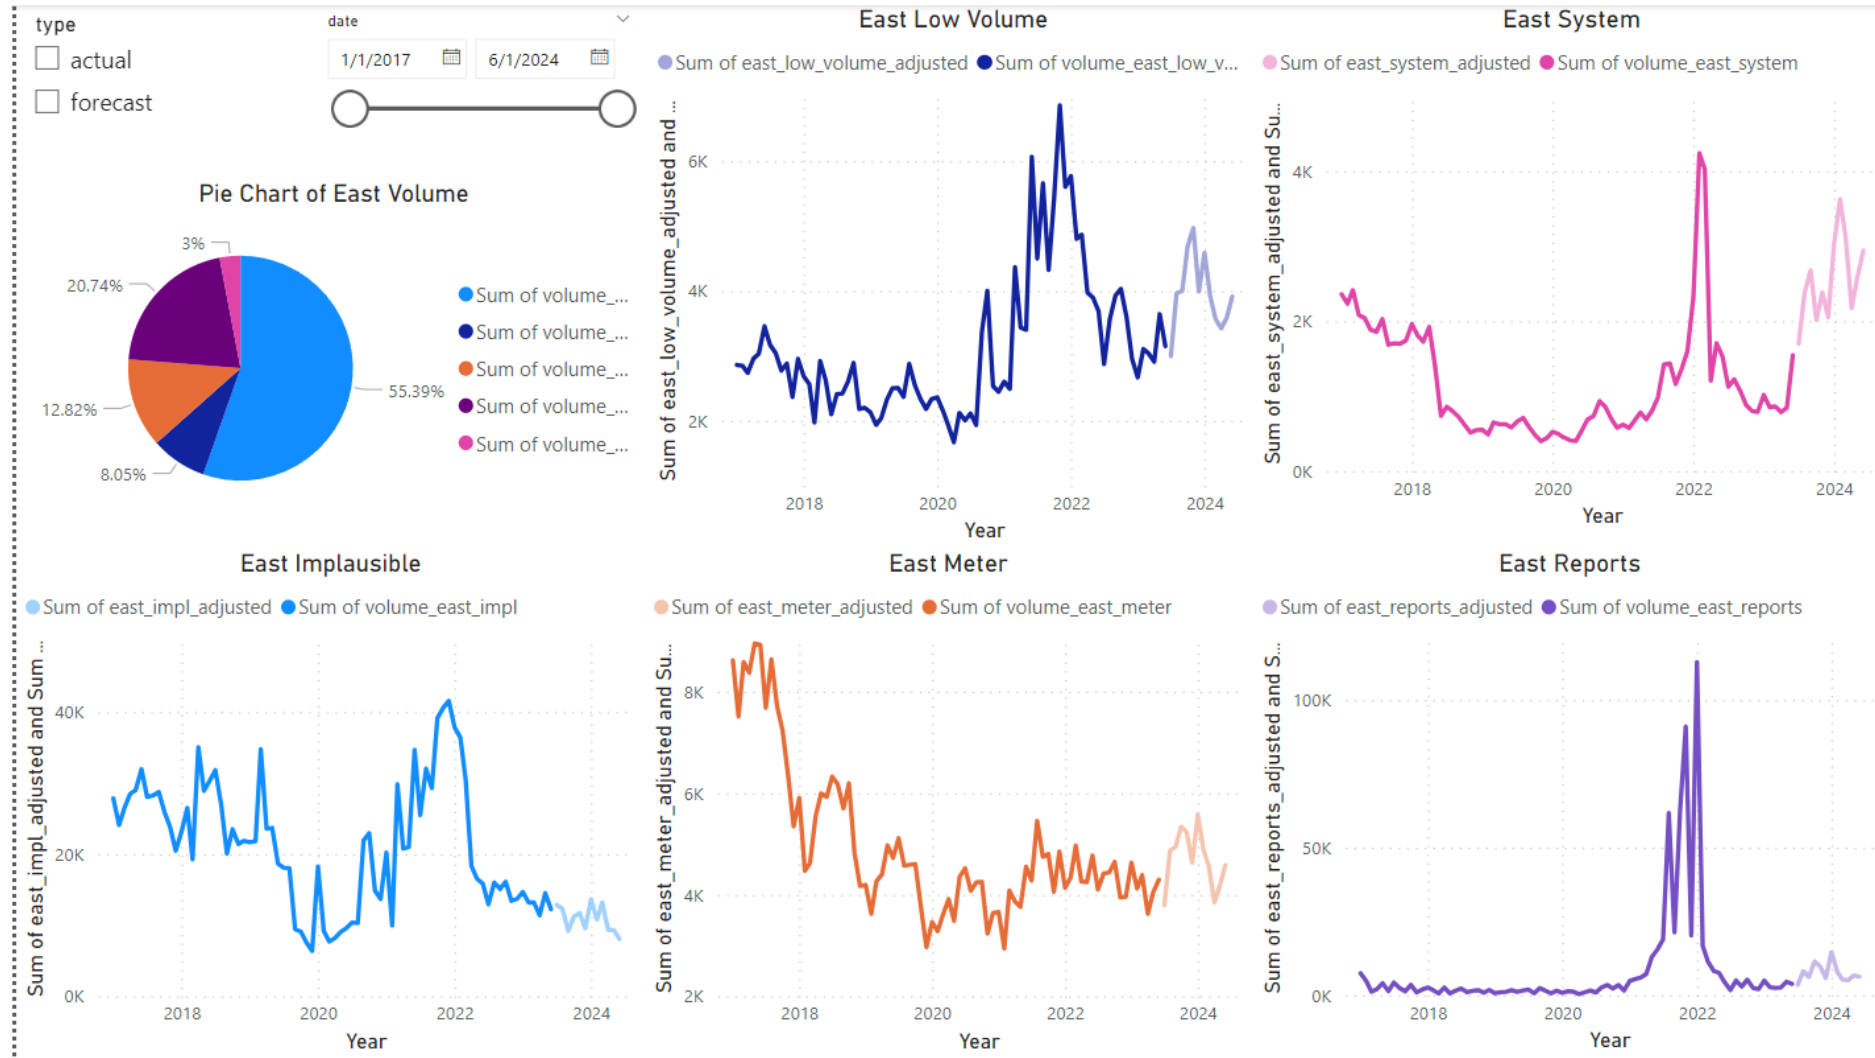 type
actual
forecast
date
1/1/2017
6/1/2024
Pie Chart of East Volume
3%
20.74%
12.82%
8.05%
55.39%
Sum of volume_...
Sum of volume_...
Sum of volume_...
Sum of volume_...
Sum of volume_...
East Low Volume
Sum of east_low_volume_adjusted Sum of volume_east_low_v...
Sum of east_low_volume_adjusted and ...
6K
4K
2K
2018 2020 2022 2024
Year
East System
Sum of east_system_adjusted Sum of volume_east_system
Sum of east_system_adjusted and Su...
4K
2K
0K
2018 2020 2022 2024
Year
East Implausible
Sum of east_impl_adjusted Sum of volume_east_impl
Sum of east_impl_adjusted and Sum ...
40K
20K
0K
2018 2020 2022 2024
Year
East Meter
Sum of east_meter_adjusted Sum of volume_east_meter
Sum of east_meter_adjusted and Su...
8K
6K
4K
2K
2018 2020 2022 2024
Year
East Reports
Sum of east_reports_adjusted Sum of volume_east_reports
Sum of east_reports_adjusted and S...
100K
50K
0K
2018 2020 2022 2024
Year